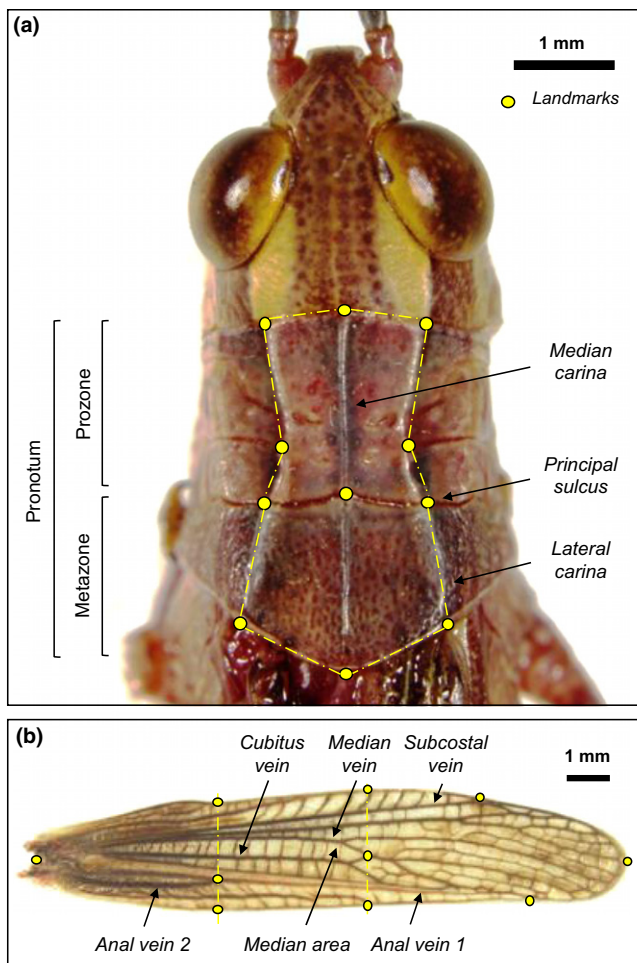 (a)
1 mm
Landmarks
Median
carina
Pronotum
Prozone
Principal
sulcus
Metazone
Lateral
carina
(b)
Cubitus
vein
Median
vein
Subcostal
vein
1 mm
Anal vein 2
Median area
Anal vein 1